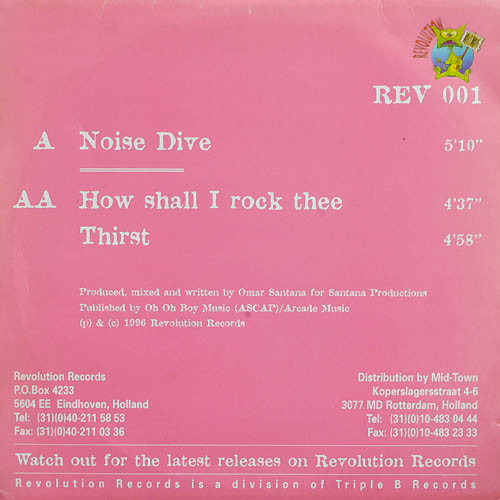 REVOLUTION
REV 001
A Noise Dive 5'10"
AA How shall I rock thee 4'37"
Thirst 4'58"
Produced, mixed and written by Omar Santana for Santana Productions
Published by Oh Oh Boy Music (ASCAP)/Arcade Music
(p) & (c) 1996 Revolution Records
Revolution Records
P.O.Box 4233
5604 EE Eindhoven, Holland
Tel: (31)(0)40-211 58 53
Fax: (31)(0)40-211 03 36
Distribution by Mid-Town
Koperslagersstraat 4-6
3077 MD Rotterdam, Holland
Tel: (31)(0)10-483 04 44
Fax: (31)(0)10-483 23 33
Watch out for the latest releases on Revolution Records
Revolution Records is a division of Triple B Records